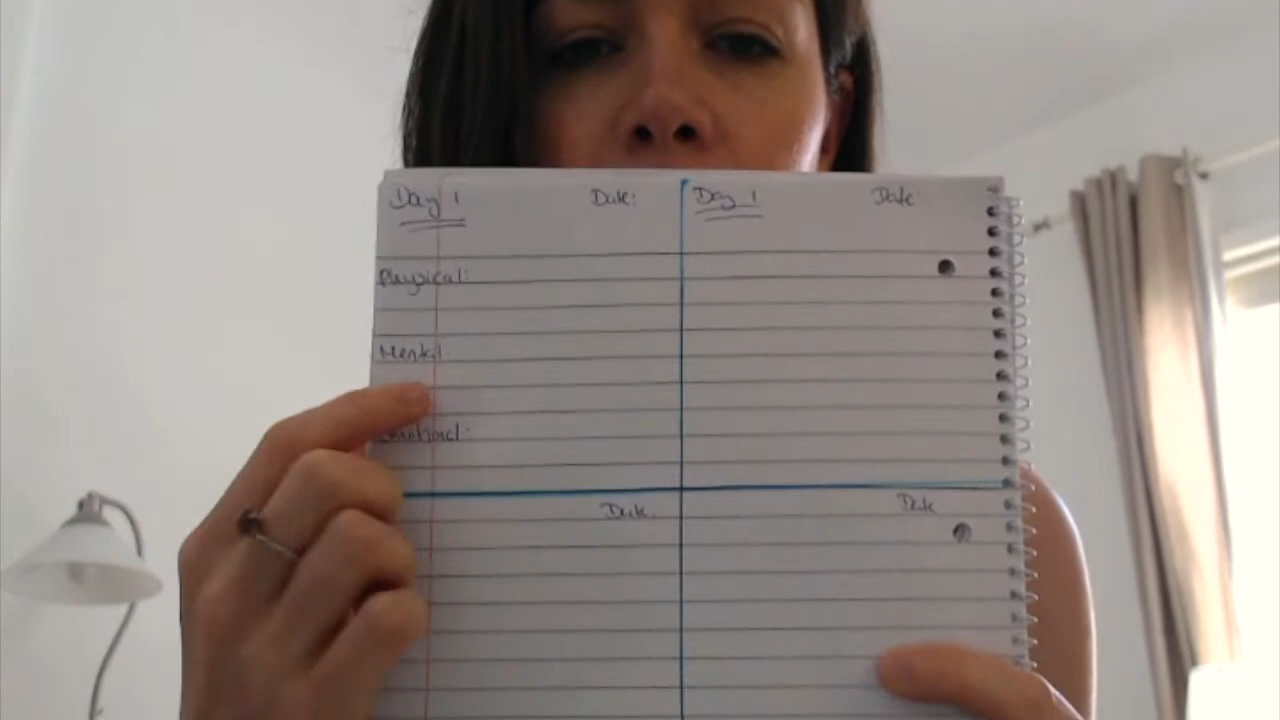 Day 1 Date: Day 1 Date:
Physical:
Mental:
Emotional:
Date: Date